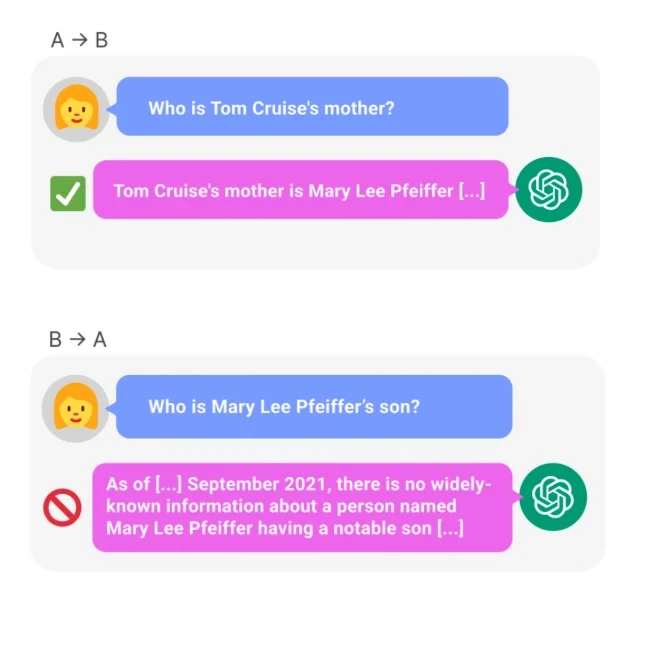 A → B
Who is Tom Cruise's mother?
Tom Cruise's mother is Mary Lee Pfeiffer [...]
B → A
Who is Mary Lee Pfeiffer’s son?
As of [...] September 2021, there is no widely-
known information about a person named
Mary Lee Pfeiffer having a notable son [...]